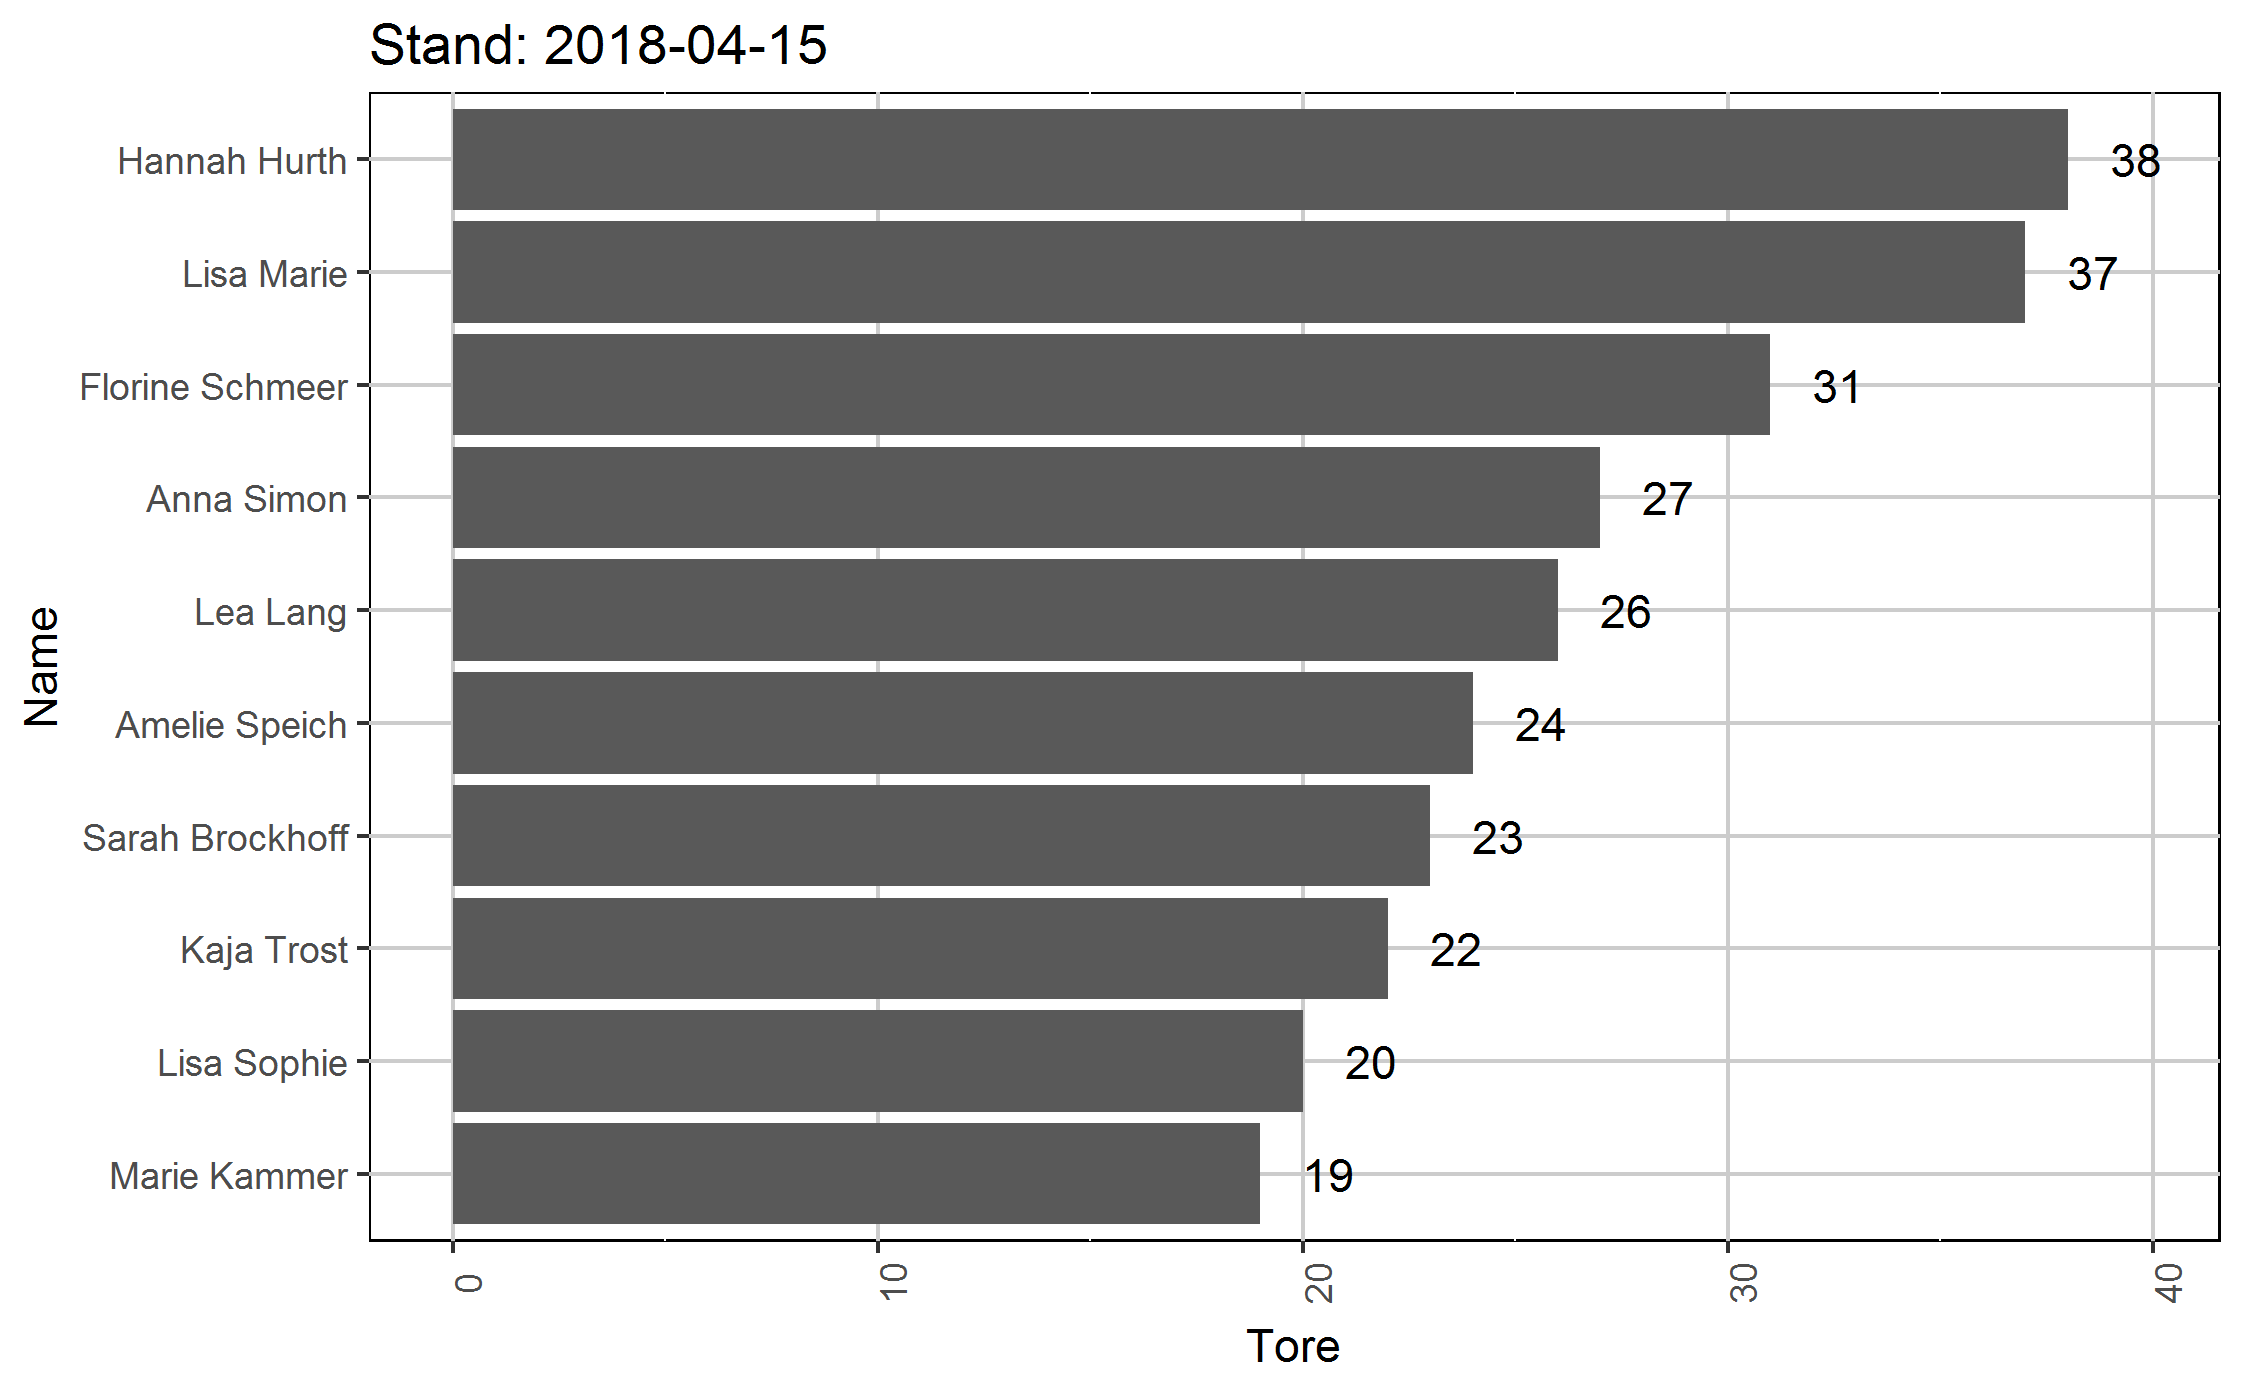 Stand: 2018-04-15
Name
Hannah Hurth 38
Lisa Marie 37
Florine Schmeer 31
Anna Simon 27
Lea Lang 26
Amelie Speich 24
Sarah Brockhoff 23
Kaja Trost 22
Lisa Sophie 20
Marie Kammer 19
0 10 20 30 40
Tore